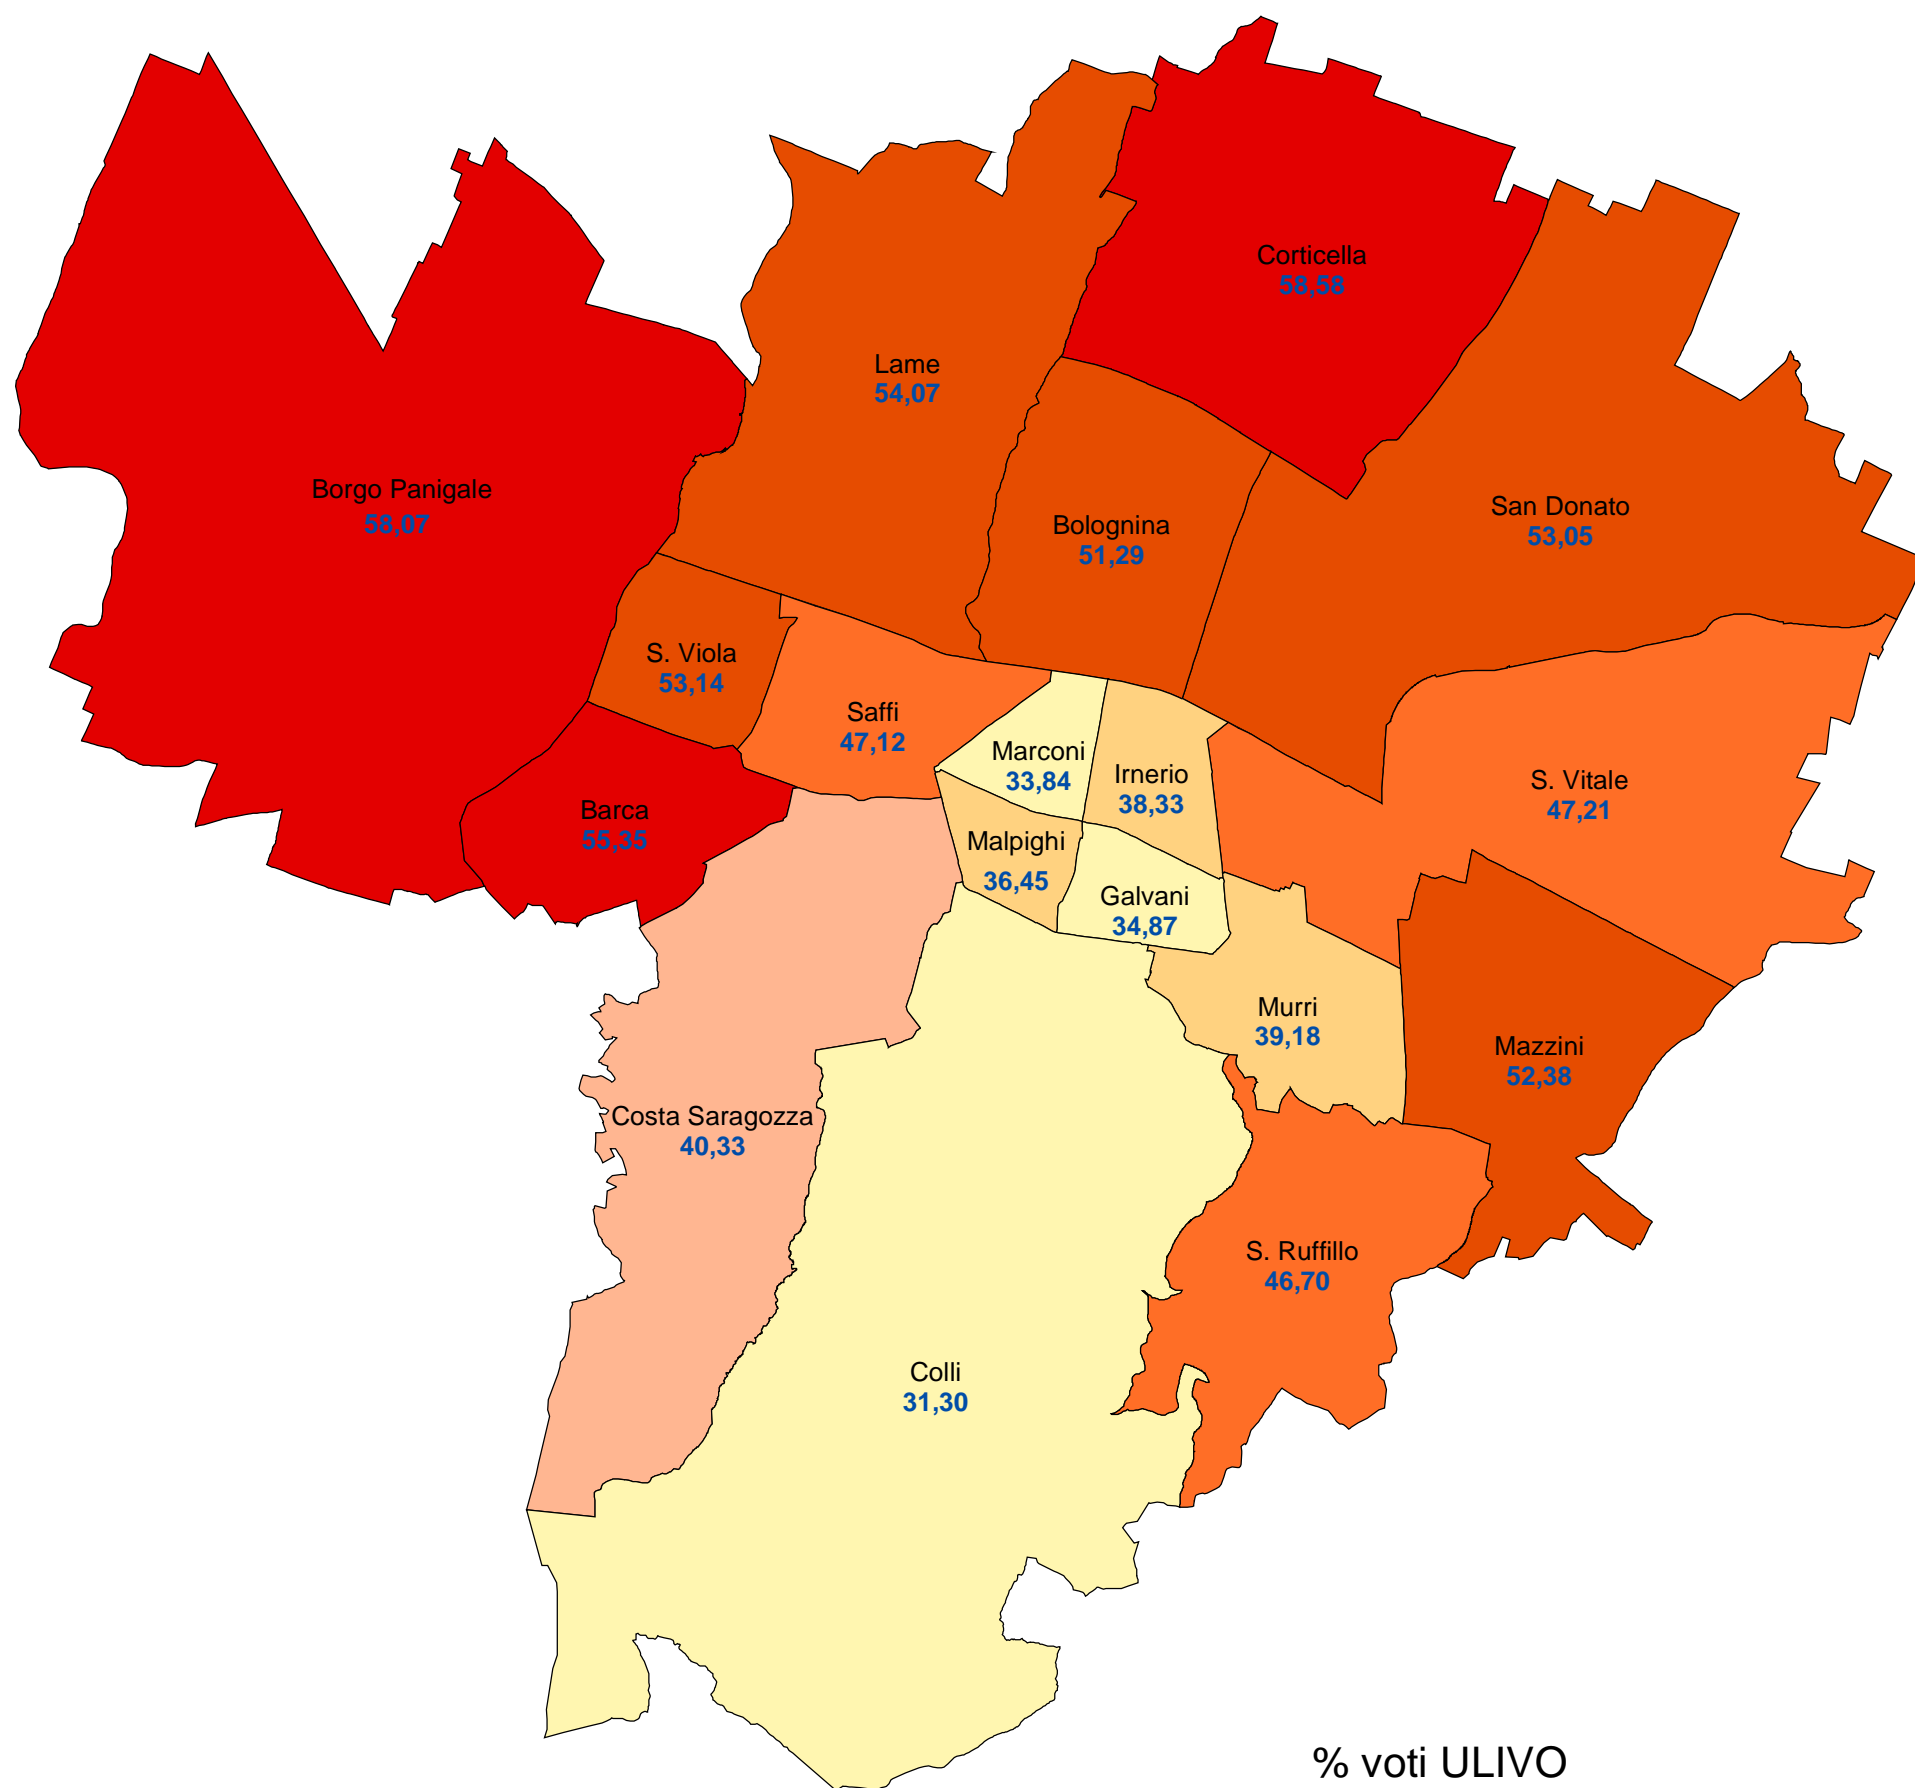 Corticella
58,58
Lame
54,07
Borgo Panigale
58,07
San Donato
53,05
Bolognina
51,29
S. Viola
53,14
Saffi
47,12
Marconi
33,84
Irnerio
38,33
S. Vitale
47,21
Barca
55,35
Malpighi
36,45
Galvani
34,87
Murri
39,18
Mazzini
52,38
Costa Saragozza
40,33
S. Ruffillo
46,70
Colli
31,30
% voti ULIVO